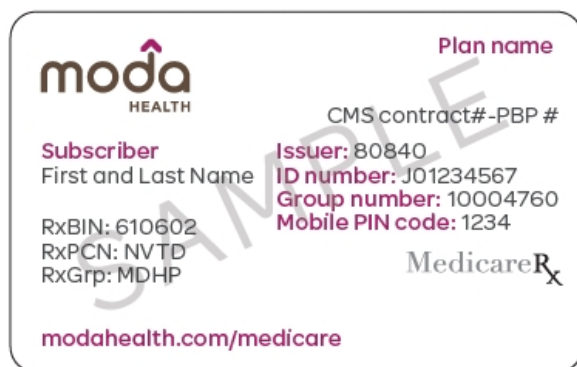 moda
HEALTH
Plan name
CMS contract#-PBP #
Subscriber
First and Last Name
Issuer: 80840
ID number: J01234567
Group number: 10004760
Mobile PIN code: 1234
RxBIN: 610602
RxPCN: NVTD
RxGrp: MDHP
MedicareRx
modahealth.com/medicare
SAMPLE